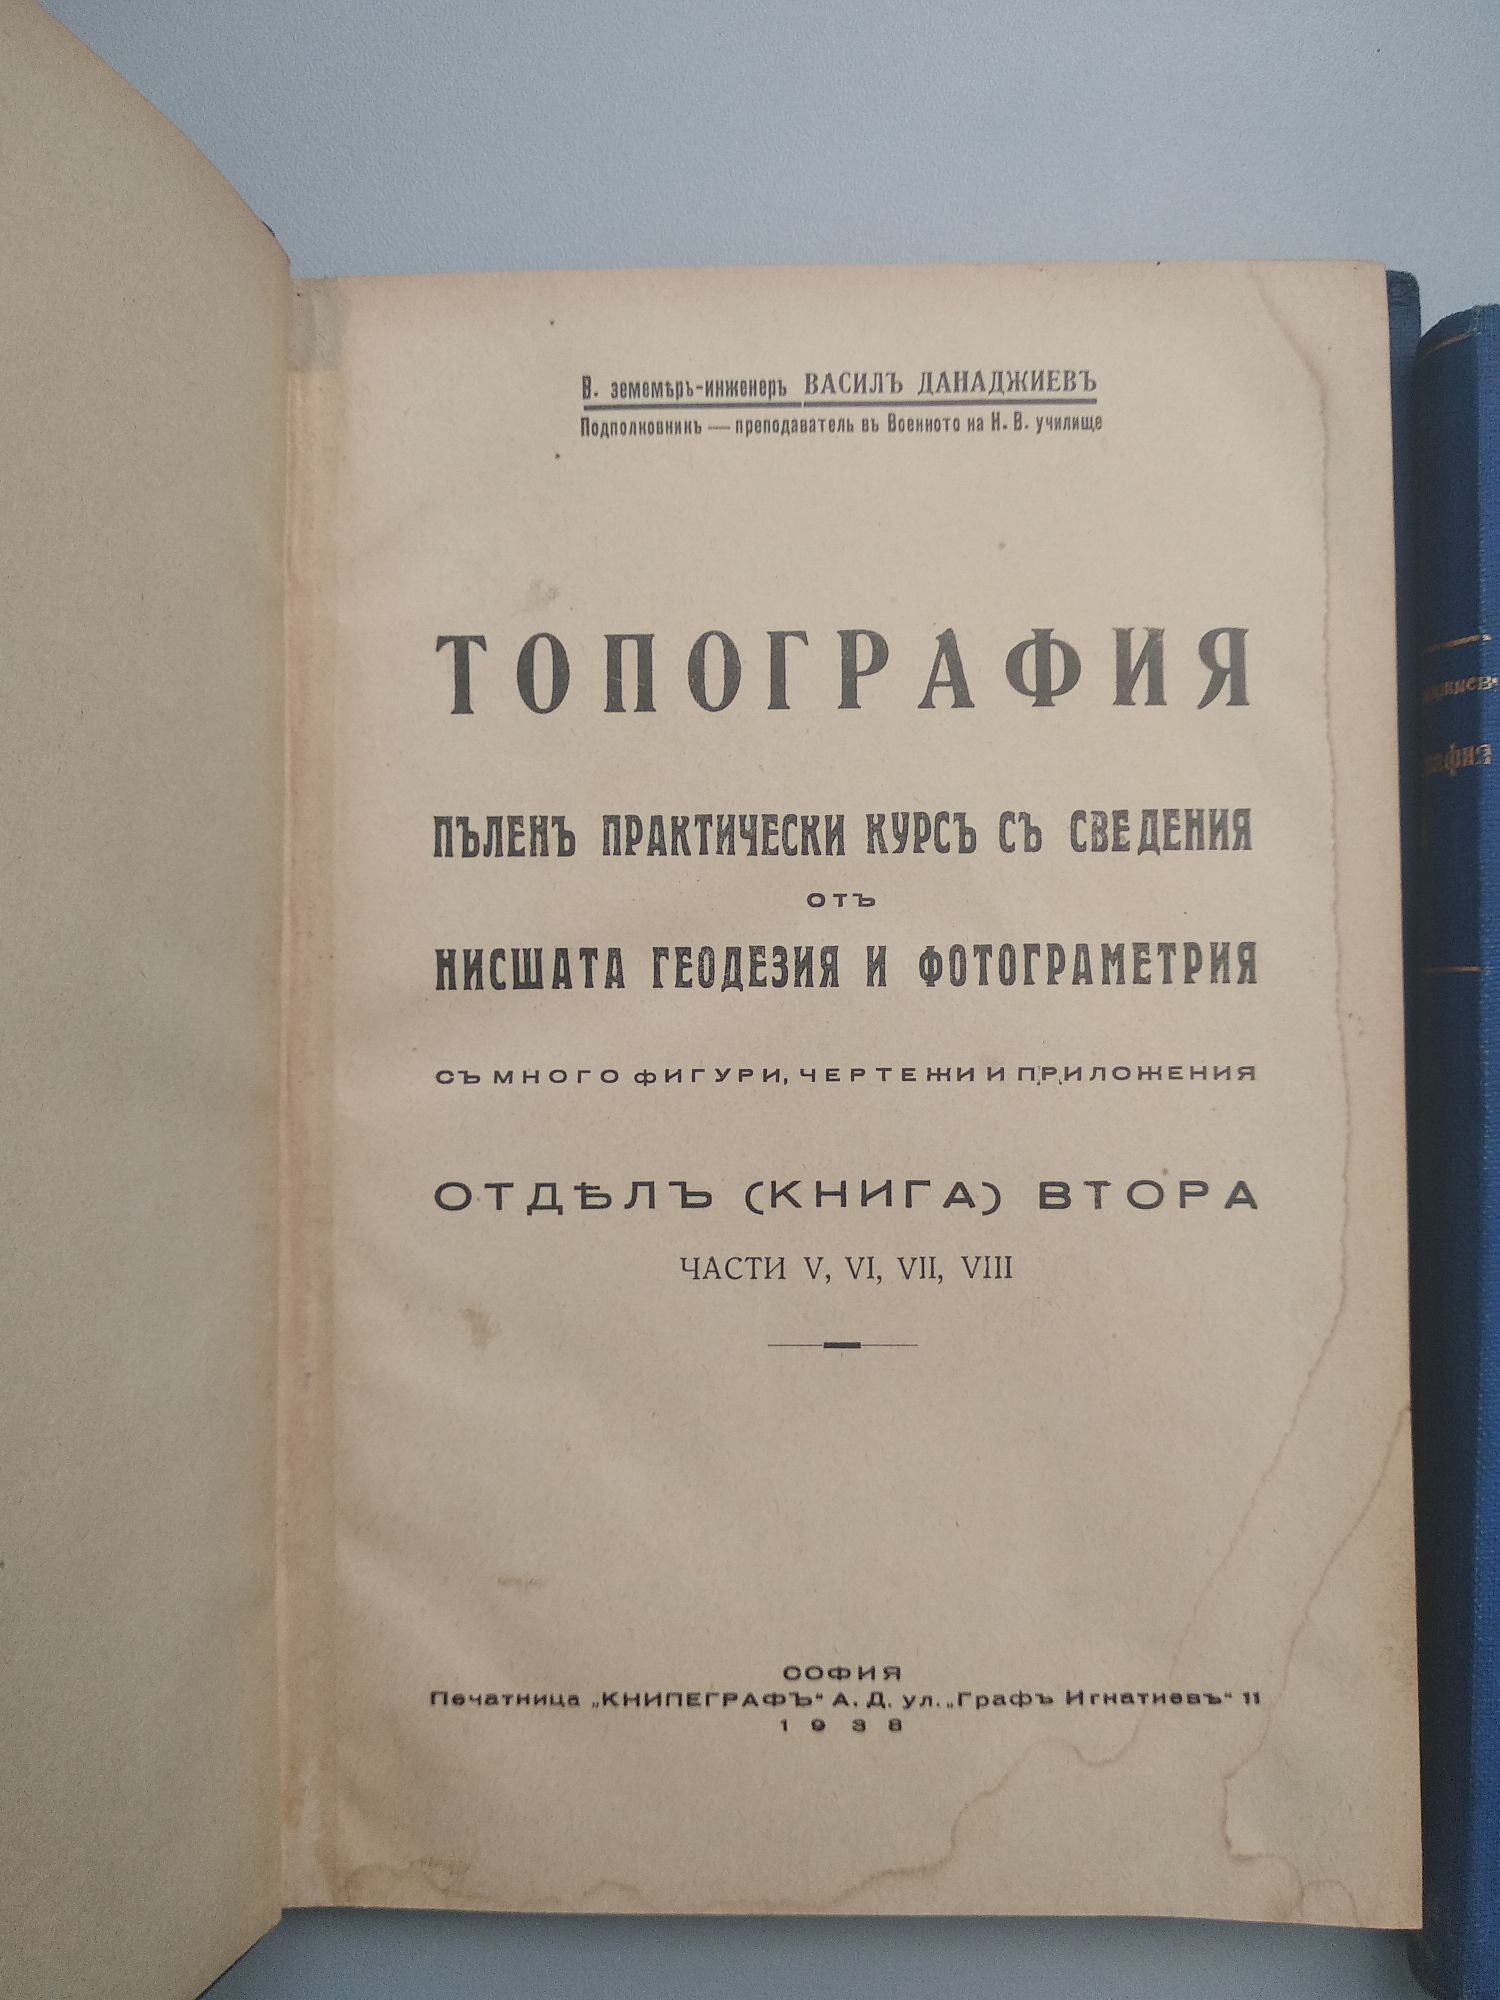 В. земемѣръ-инженеръ ВАСИЛЪ ДАНАДЖИЕВЪ
Подполковникъ — преподаватель въ Военното на Н. В. училище
ТОПОГРАФИЯ
ПЪЛЕНЪ ПРАКТИЧЕСКИ КУРСЪ СЪ СВЕДЕНИЯ
ОТЪ
НИСШАТА ГЕОДЕЗИЯ И ФОТОГРАМЕТРИЯ
СЪ МНОГО ФИГУРИ, ЧЕРТЕЖИ И ПРИЛОЖЕНИЯ
ОТДѢЛЪ (КНИГА) ВТОРА
ЧАСТИ V, VI, VII, VIII
СОФИЯ
Печатница „КНИПЕГРАФЪ“ А. Д. ул. „Графъ Игнатиевъ“ 11
1938